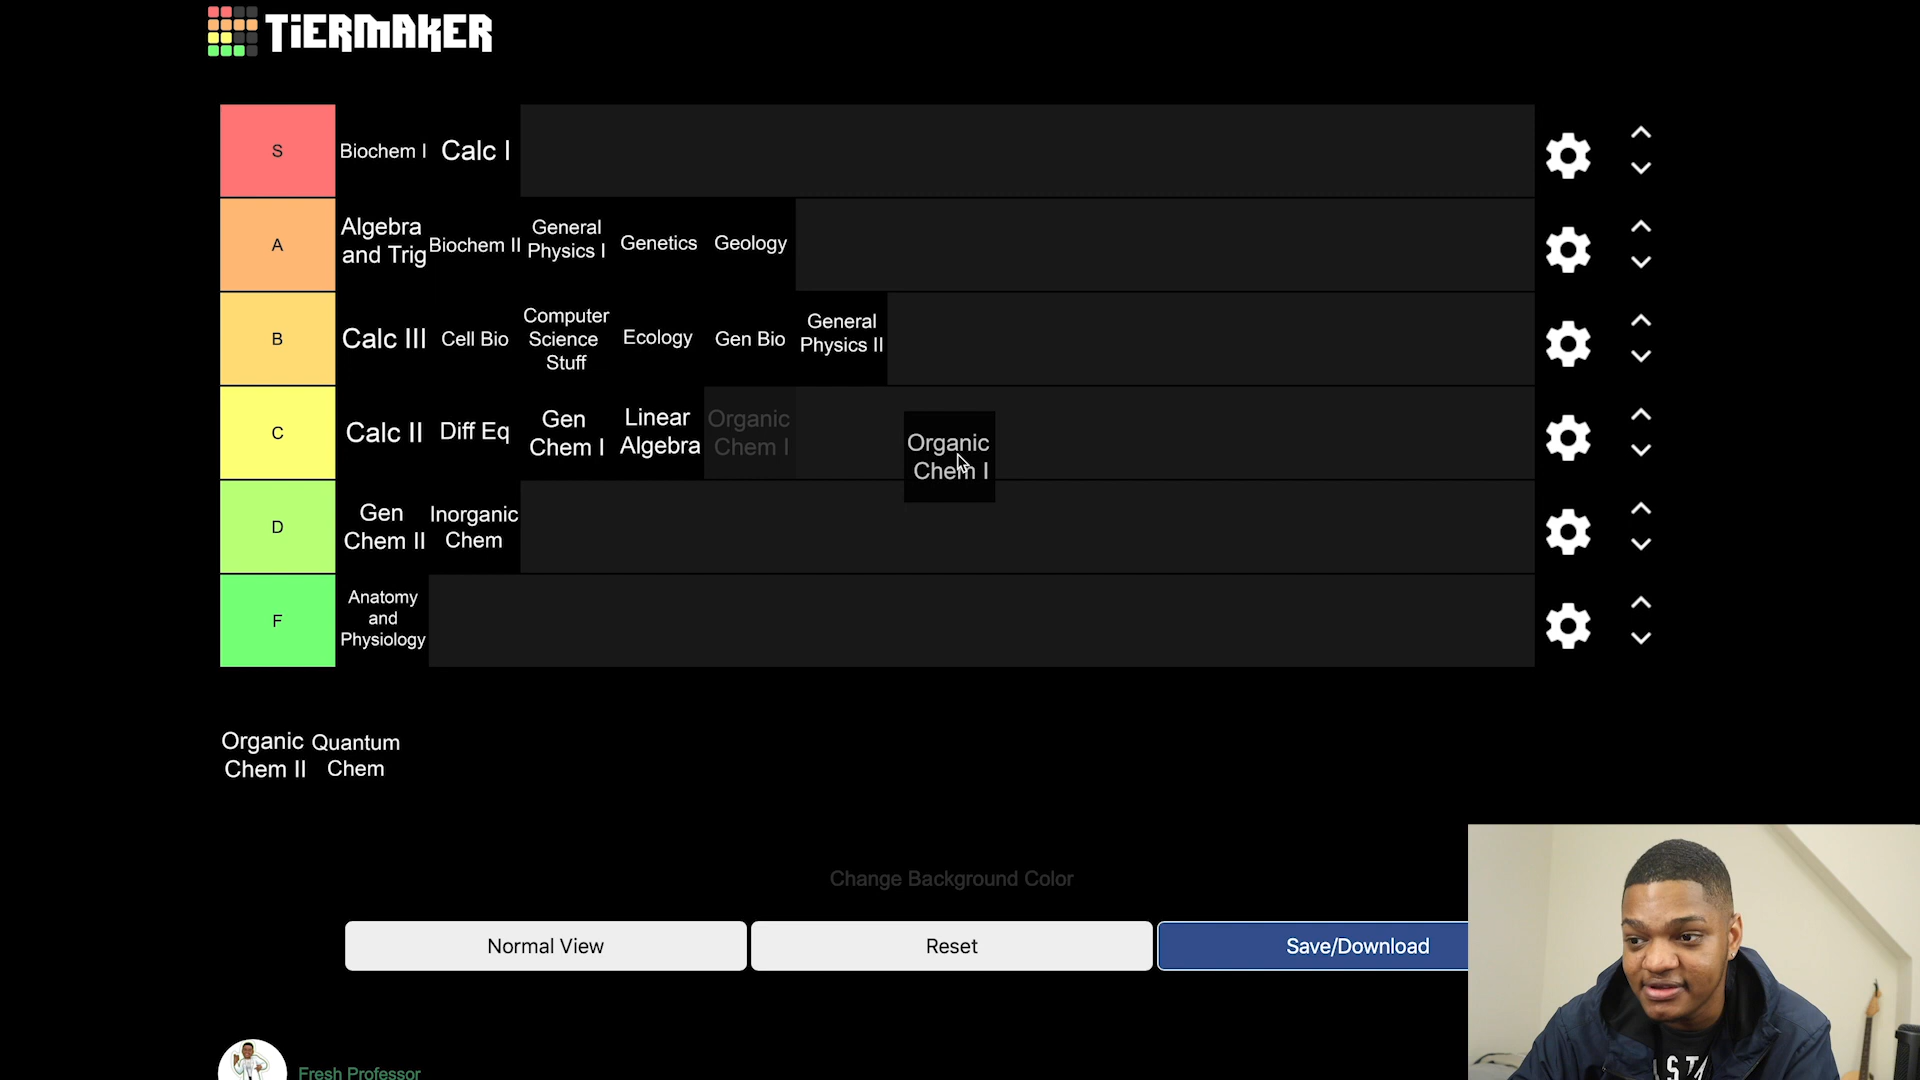 TiERMAKER
S
Biochem I
Calc I
A
Algebra
and Trig
Biochem II
General
Physics I
Genetics
Geology
B
Calc III
Cell Bio
Computer
Science
Stuff
Ecology
Gen Bio
General
Physics II
C
Calc II
Diff Eq
Gen
Chem I
Linear
Algebra
Organic
Chem I
Organic
Chem I
D
Gen
Chem II
Inorganic
Chem
F
Anatomy
and
Physiology
Organic
Chem II
Quantum
Chem
Change Background Color
Normal View
Reset
Save/Download
Fresh Professor